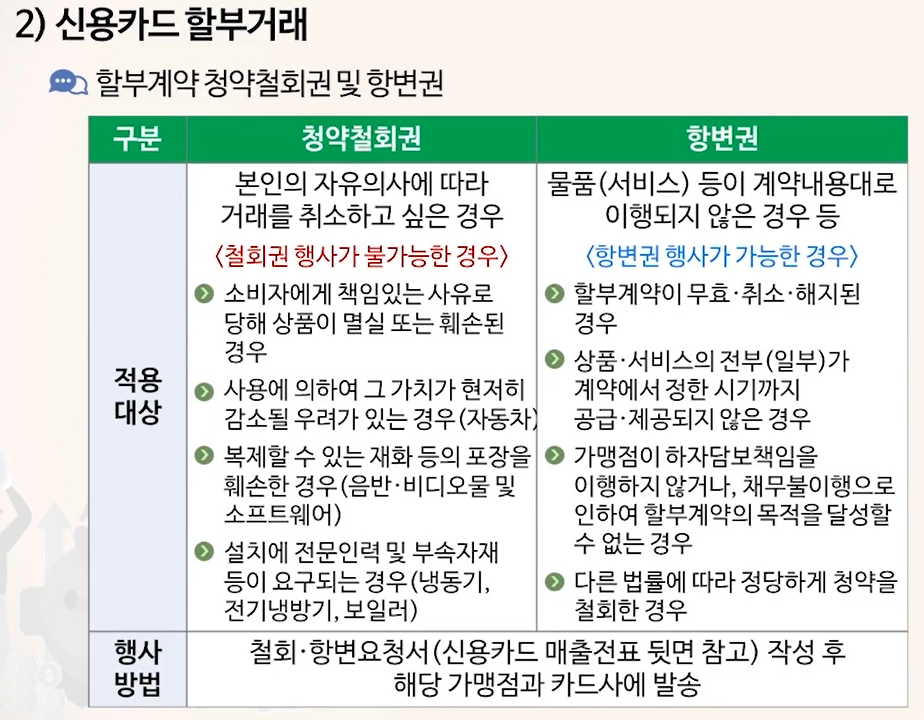 2) 신용카드 할부거래
할부계약 청약철회권 및 항변권
구분
청약철회권
항변권
적용
대상
본인의 자유의사에 따라
거래를 취소하고 싶은 경우
〈철회권 행사가 불가능한 경우〉
소비자에게 책임있는 사유로
당해 상품이 멸실 또는 훼손된
경우
사용에 의하여 그 가치가 현저히
감소될 우려가 있는 경우(자동차)
복제할 수 있는 재화 등의 포장을
훼손한 경우(음반·비디오물 및
소프트웨어)
설치에 전문인력 및 부속자재
등이 요구되는 경우(냉동기,
전기냉방기, 보일러)
물품(서비스) 등이 계약내용대로
이행되지 않은 경우 등
〈항변권 행사가 가능한 경우〉
할부계약이 무효·취소·해지된
경우
상품·서비스의 전부(일부)가
계약에서 정한 시기까지
공급·제공되지 않은 경우
가맹점이 하자담보책임을
이행하지 않거나, 채무불이행으로
인하여 할부계약의 목적을 달성할
수 없는 경우
다른 법률에 따라 정당하게 청약을
철회한 경우
행사
방법
철회·항변요청서(신용카드 매출전표 뒷면 참고) 작성 후
해당 가맹점과 카드사에 발송